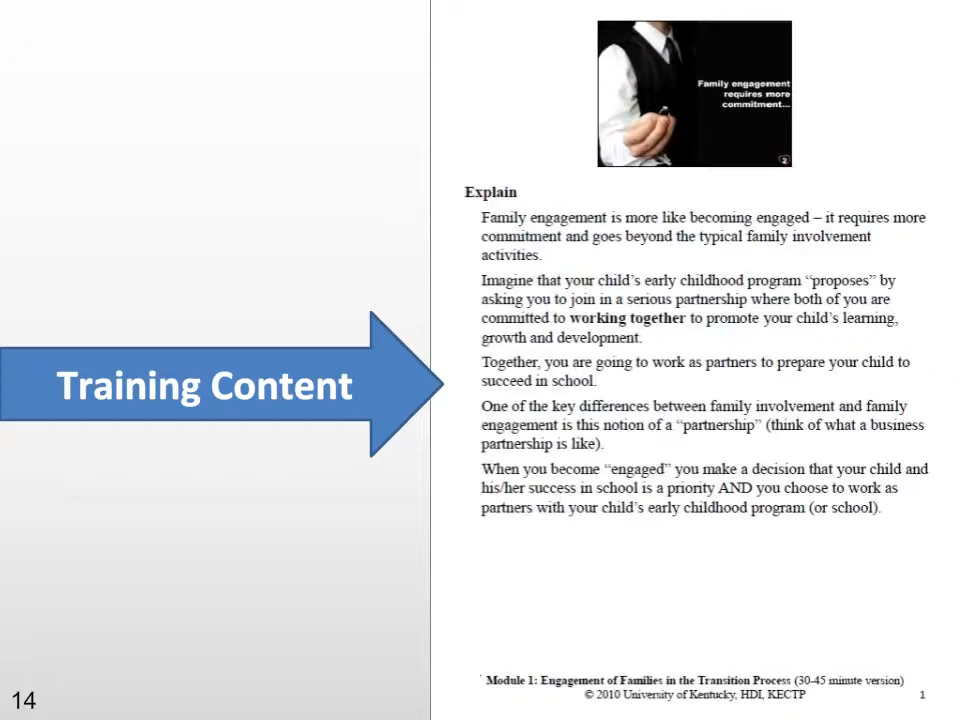 Training Content
14
Family engagement
requires more
commitment...
2
Explain
Family engagement is more like becoming engaged – it requires more
commitment and goes beyond the typical family involvement
activities.
Imagine that your child’s early childhood program “proposes” by
asking you to join in a serious partnership where both of you are
committed to working together to promote your child’s learning,
growth and development.
Together, you are going to work as partners to prepare your child to
succeed in school.
One of the key differences between family involvement and family
engagement is this notion of a “partnership” (think of what a business
partnership is like).
When you become “engaged” you make a decision that your child and
his/her success in school is a priority AND you choose to work as
partners with your child’s early childhood program (or school).
Module 1: Engagement of Families in the Transition Process (30-45 minute version)
© 2010 University of Kentucky, HDI, KECTP
1